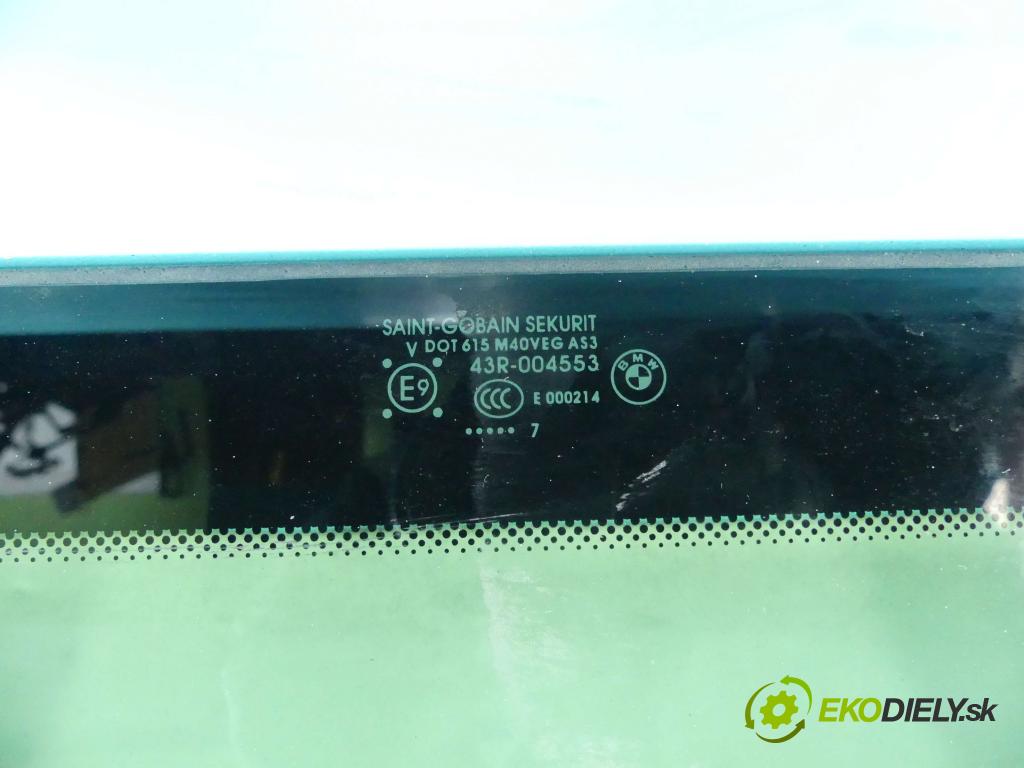 SAINT-GOBAIN SEKURIT
V DOT 615 M40VEG AS3
43R-004553
E9
CCC
E 000214
BMW
••••• 7
EKODIELY.sk